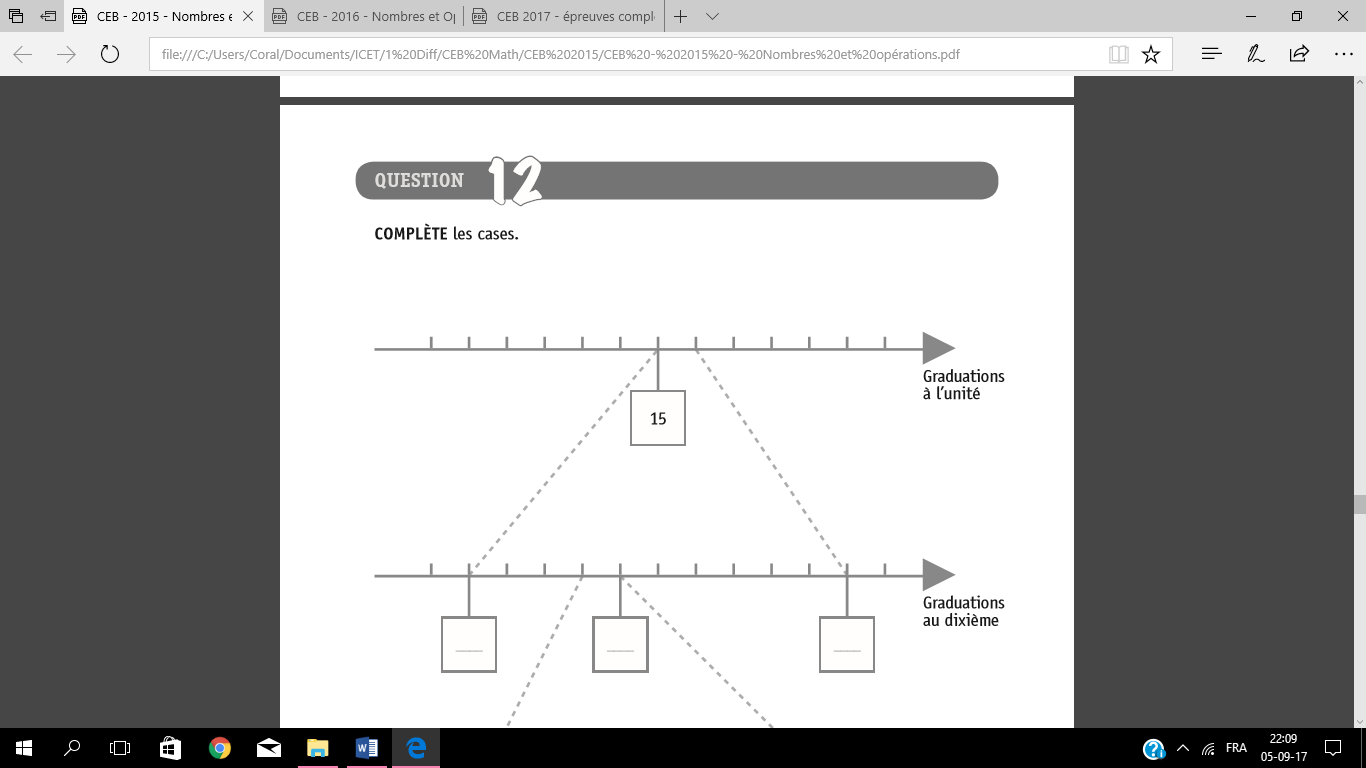 CEB - 2015 - Nombres e
CEB - 2016 - Nombres et Op
CEB 2017 - épreuves compl
file:///C:/Users/Coral/Documents/ICET/1%20Diff/CEB%20Math/CEB%202015/CEB%20-%202015%20-%20Nombres%20et%20opérations.pdf
QUESTION 12
COMPLÈTE les cases.
Graduations
à l'unité
15
Graduations
au dixième
FRA
22:09
05-09-17